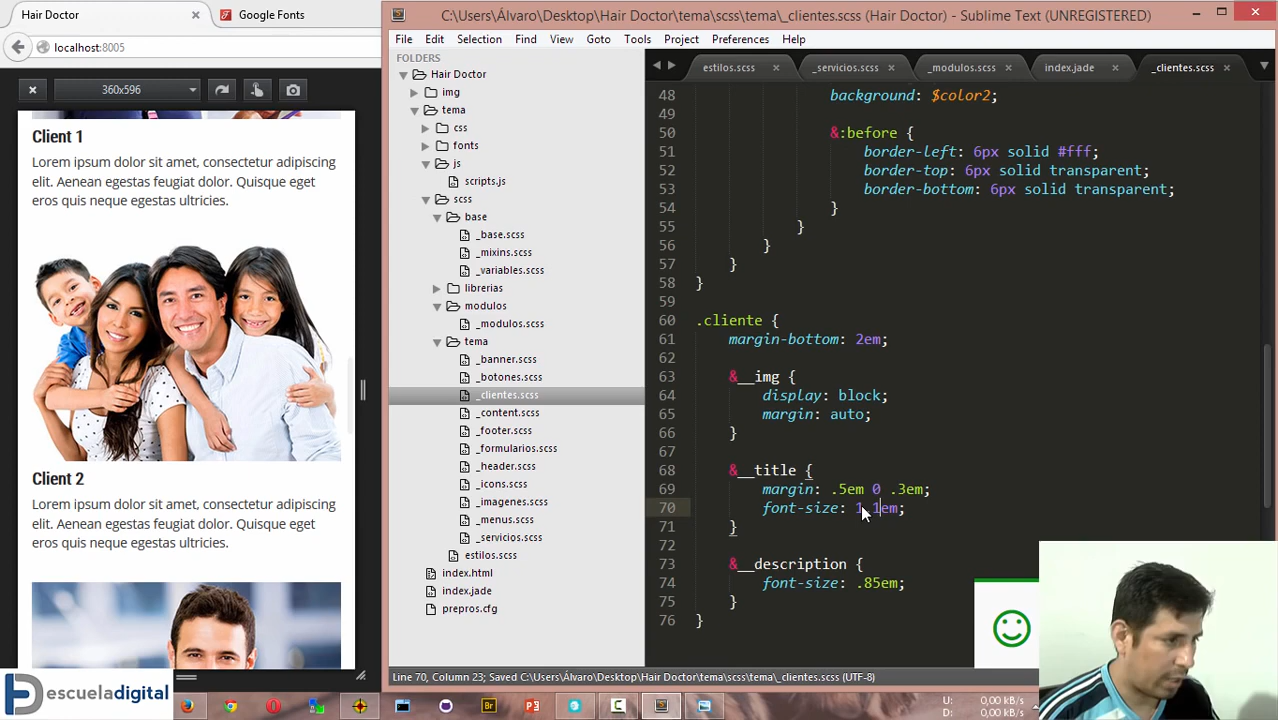 Hair Doctor
Google Fonts
localhost:8005
360x596
Client 1
Lorem ipsum dolor sit amet, consectetur adipiscing
elit. Aenean egestas feugiat dolor. Quisque eget
eros quis neque egestas ultricies.
Client 2
Lorem ipsum dolor sit amet, consectetur adipiscing
elit. Aenean egestas feugiat dolor. Quisque eget
eros quis neque egestas ultricies.
escueladigital
C:\Users\Álvaro\Desktop\Hair Doctor\tema\scss\tema\_clientes.scss (Hair Doctor) - Sublime Text (UNREGISTERED)
File Edit Selection Find View Goto Tools Project Preferences Help
FOLDERS
Hair Doctor
img
tema
css
fonts
js
scripts.js
scss
base
_base.scss
_mixins.scss
_variables.scss
librerias
modulos
_modulos.scss
tema
_banner.scss
_botones.scss
_clientes.scss
_content.scss
_footer.scss
_formularios.scss
_header.scss
_icons.scss
_imagenes.scss
_menus.scss
_servicios.scss
estilos.scss
index.html
index.jade
prepros.cfg
estilos.scss _servicios.scss _modulos.scss index.jade _clientes.scss
48 background: $color2;
49
50 &:before {
51 border-left: 6px solid #fff;
52 border-top: 6px solid transparent;
53 border-bottom: 6px solid transparent;
54 }
55 }
56 }
57 }
58 }
59
60 .cliente {
61 margin-bottom: 2em;
62
63 &__img {
64 display: block;
65 margin: auto;
66 }
67
68 &__title {
69 margin: .5em 0 .3em;
70 font-size: 1.1em;
71 }
72
73 &__description {
74 font-size: .85em;
75 }
76 }
Line 70, Column 23; Saved C:\Users\Álvaro\Desktop\Hair Doctor\tema\scss\tema\_clientes.scss (UTF-8)
Br
U: 0,00 kB/s
D: 0,00 kB/s